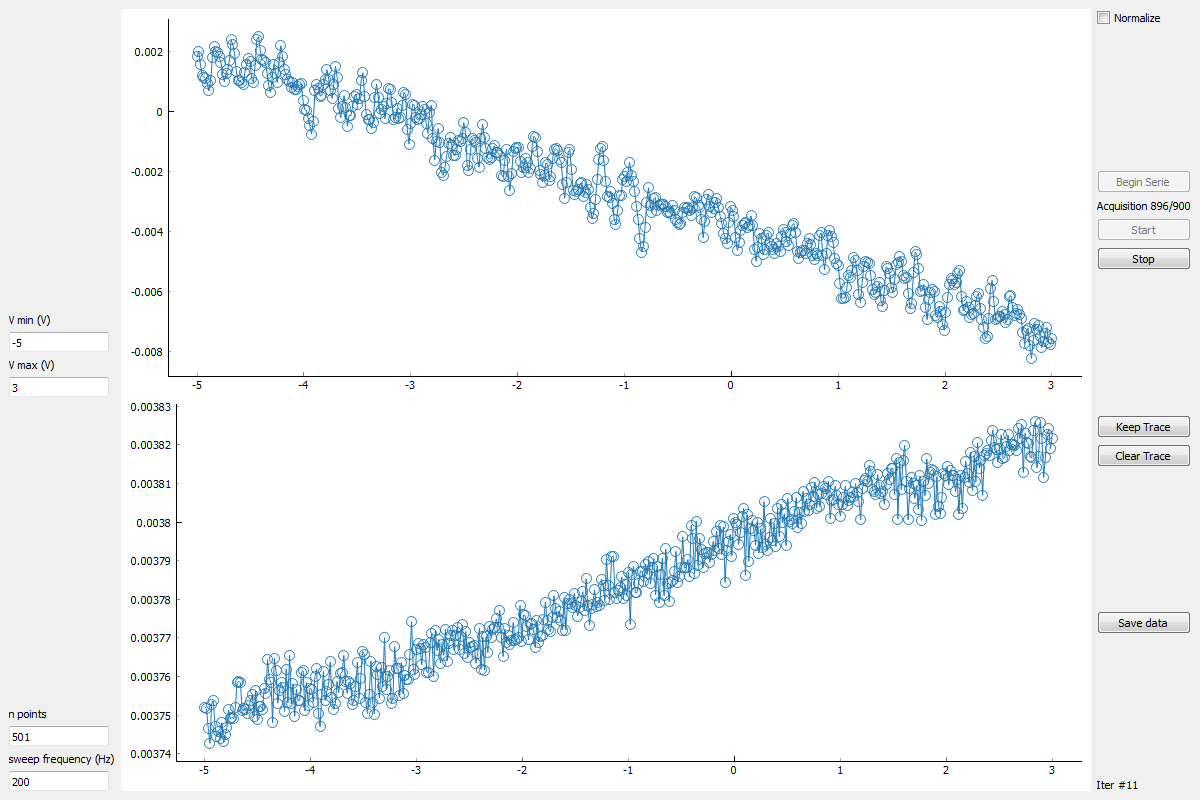 Normalize
0.002
0
-0.002
-0.004
-0.006
-0.008
-5 -4 -3 -2 -1 0 1 2 3
Begin Serie
Acquisition 896/900
Start
Stop
V min (V)
-5
V max (V)
3
0.00383
0.00382
0.00381
0.0038
0.00379
0.00378
0.00377
0.00376
0.00375
0.00374
-5 -4 -3 -2 -1 0 1 2 3
Keep Trace
Clear Trace
Save data
n points
501
sweep frequency (Hz)
200
Iter #11